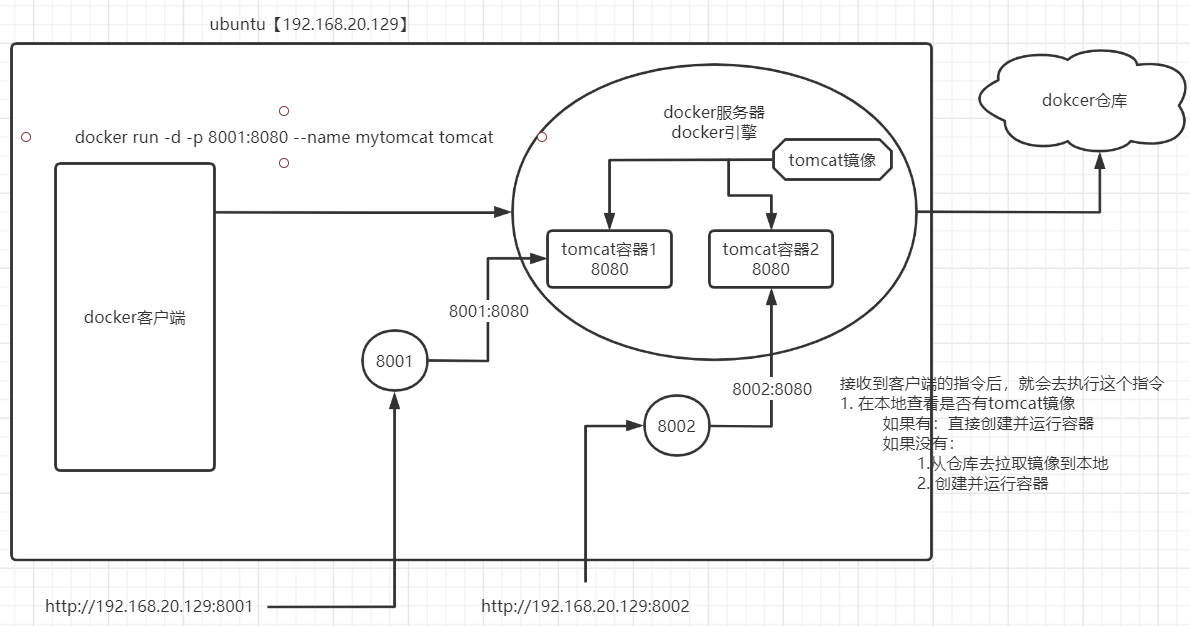 ubuntu【192.168.20.129】
docker run -d -p 8001:8080 --name mytomcat tomcat
docker服务器
docker引擎
tomcat镜像
dokcer仓库
tomcat容器1
8080
tomcat容器2
8080
docker客户端
8001:8080
8001
8002:8080
8002
接收到客户端的指令后，就会去执行这个指令
1. 在本地查看是否有tomcat镜像
如果有：直接创建并运行容器
如果没有：
1.从仓库去拉取镜像到本地
2. 创建并运行容器
http://192.168.20.129:8001
http://192.168.20.129:8002